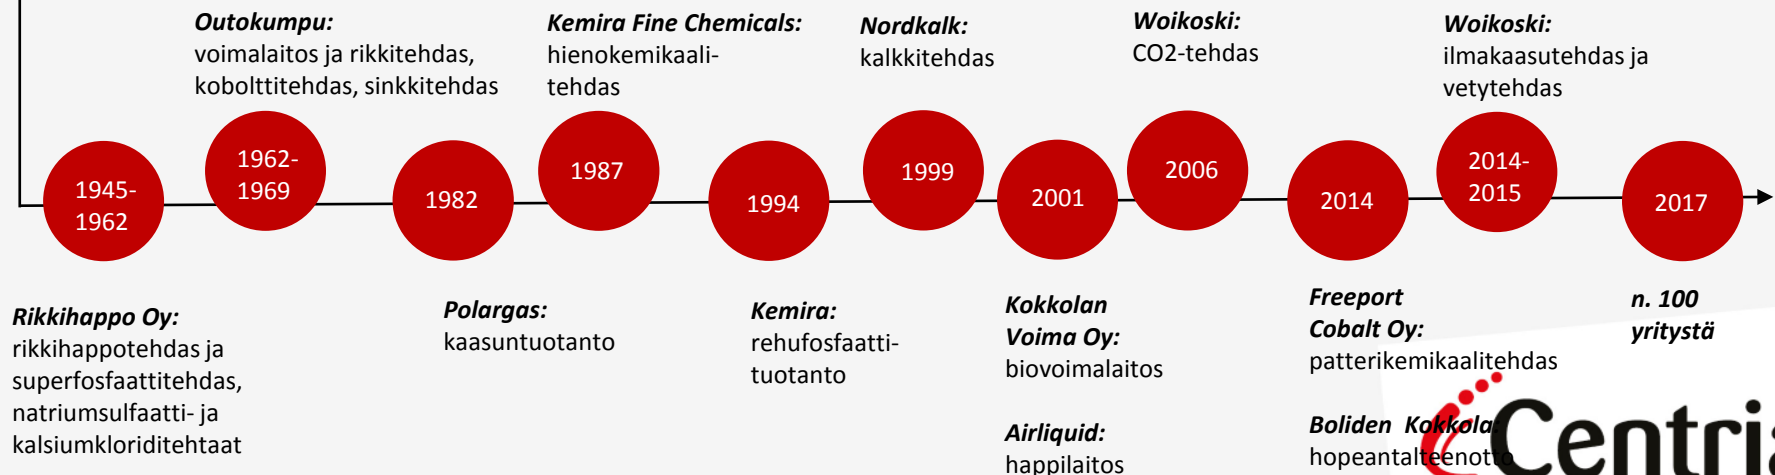 Outokumpu:
voimalaitos ja rikkitehdas,
kobolttitehdas, sinkkitehdas
Kemira Fine Chemicals:
hienokemikaali-
tehdas
Nordkalk:
kalkkitehdas
Woikoski:
CO2-tehdas
Woikoski:
ilmakaasutehdas ja
vetytehdas
1945-
1962
1962-
1969
1982
1987
1994
1999
2001
2006
2014
2014-
2015
2017
Rikkihappo Oy:
rikkihappotehdas ja
superfosfaattitehdas,
natriumsulfaatti- ja
kalsiumkloriditehtaat
Polargas:
kaasuntuotanto
Kemira:
rehufosfaatti-
tuotanto
Kokkolan
Voima Oy:
biovoimalaitos
Airliquid:
happilaitos
Freeport
Cobalt Oy:
patterikemikaalitehdas
Boliden Kokkola:
hopeantalteenotto
n. 100
yritystä
Centria